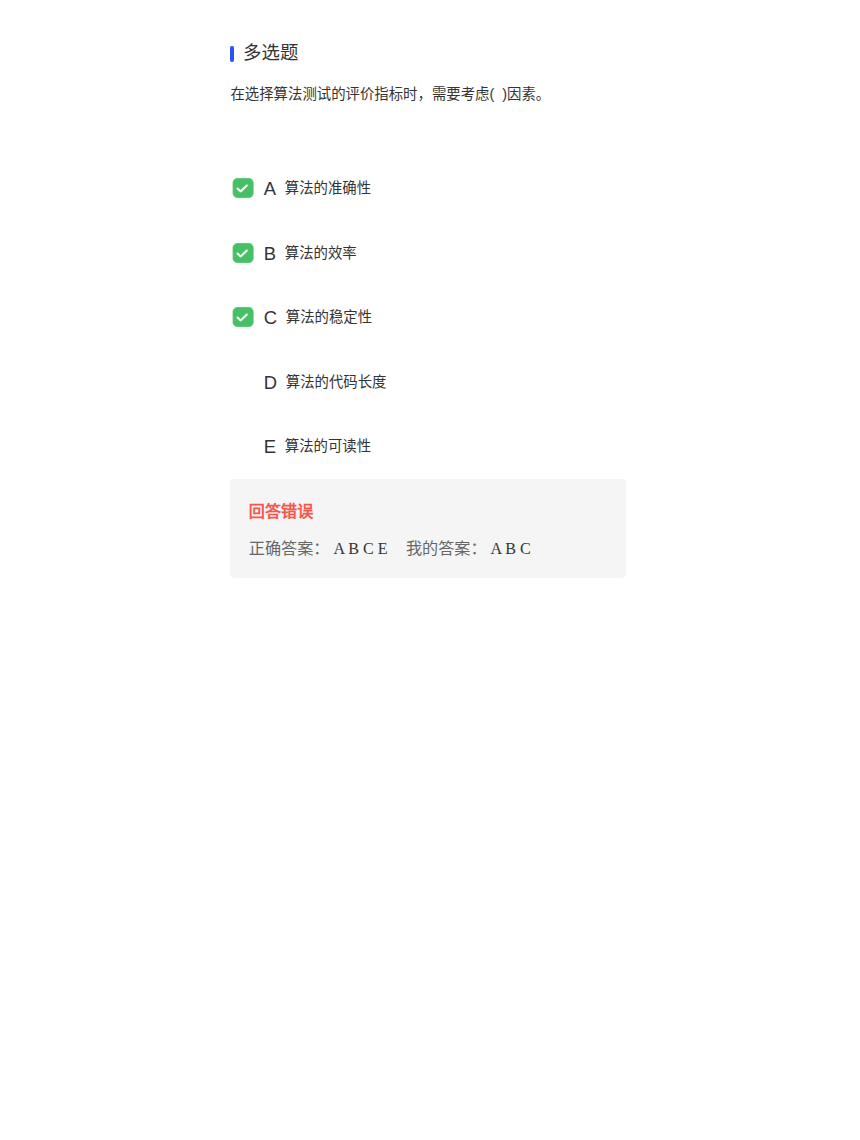 多选题
在选择算法测试的评价指标时，需要考虑(  )因素。
A 算法的准确性
B 算法的效率
C 算法的稳定性
D 算法的代码长度
E 算法的可读性
回答错误
正确答案： A B C E 我的答案： A B C